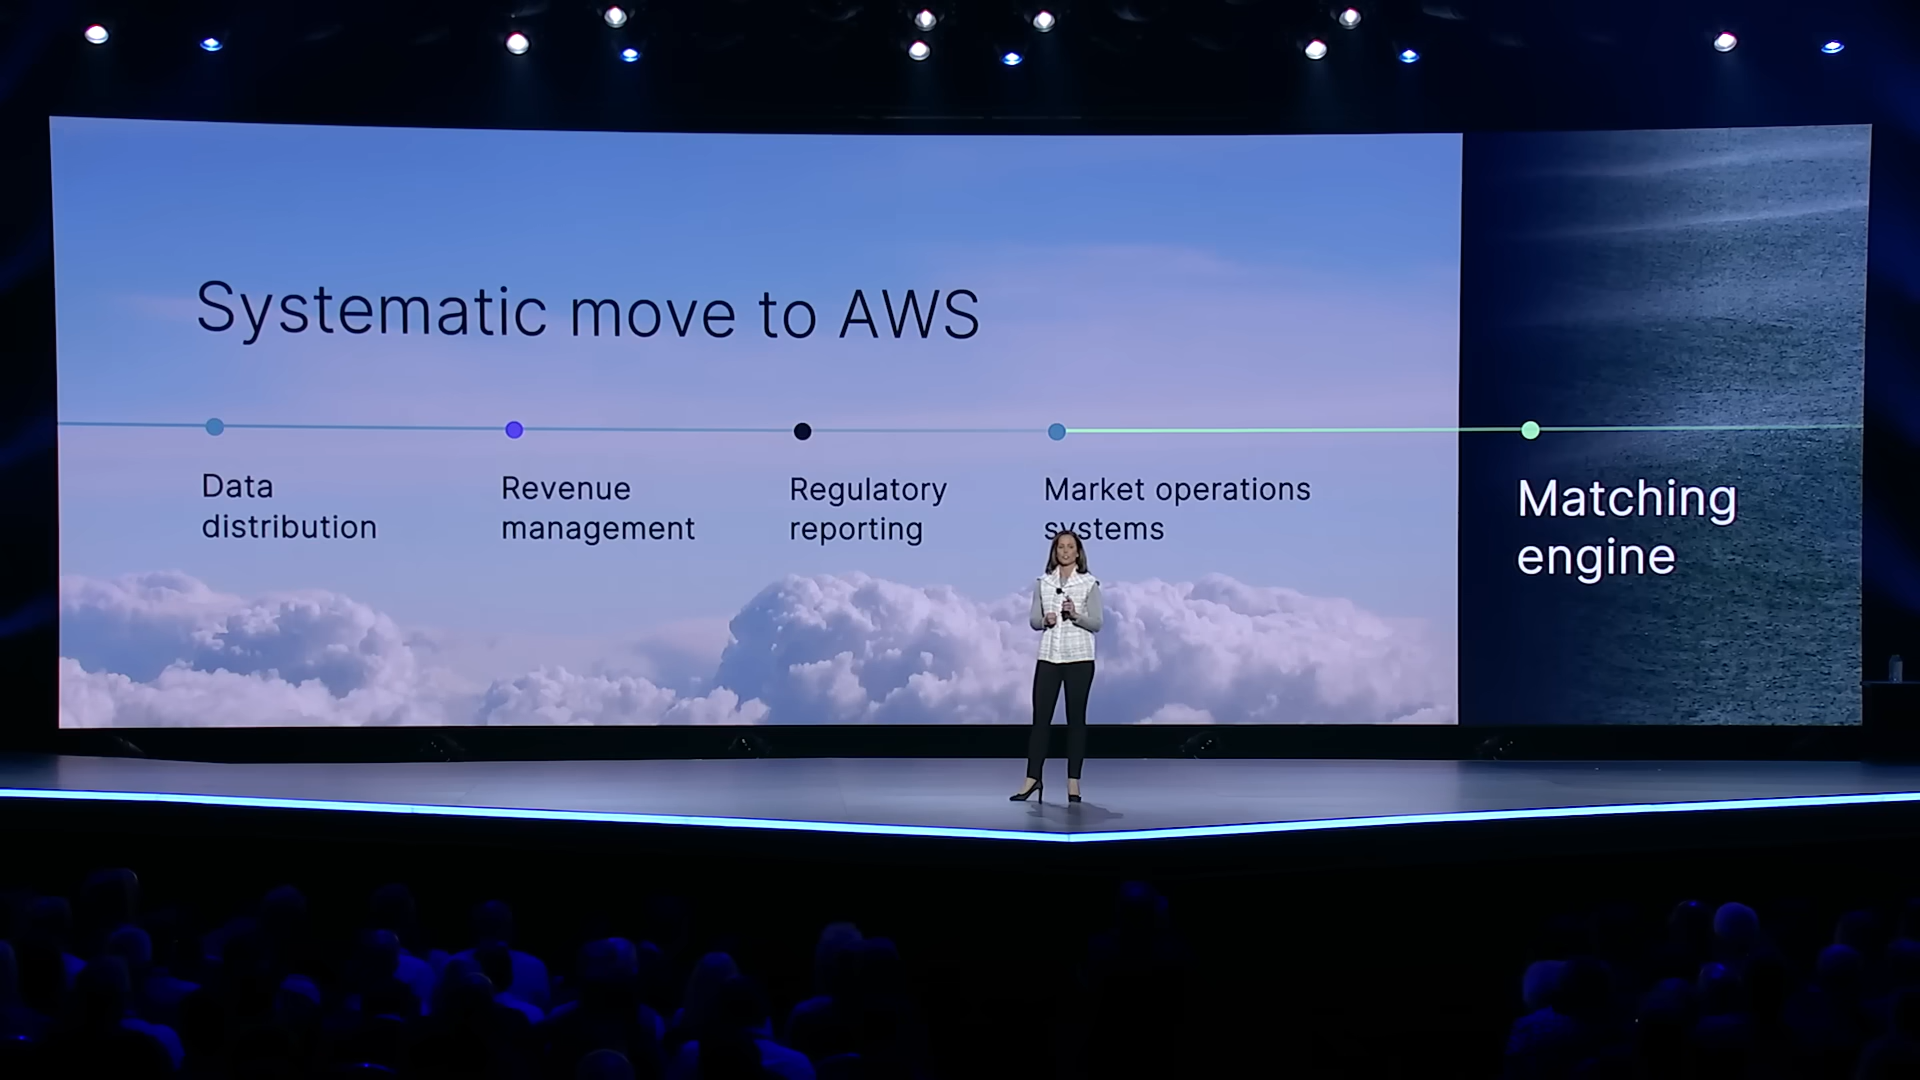 Systematic move to AWS
Data
distribution
Revenue
management
Regulatory
reporting
Market operations
systems
Matching
engine